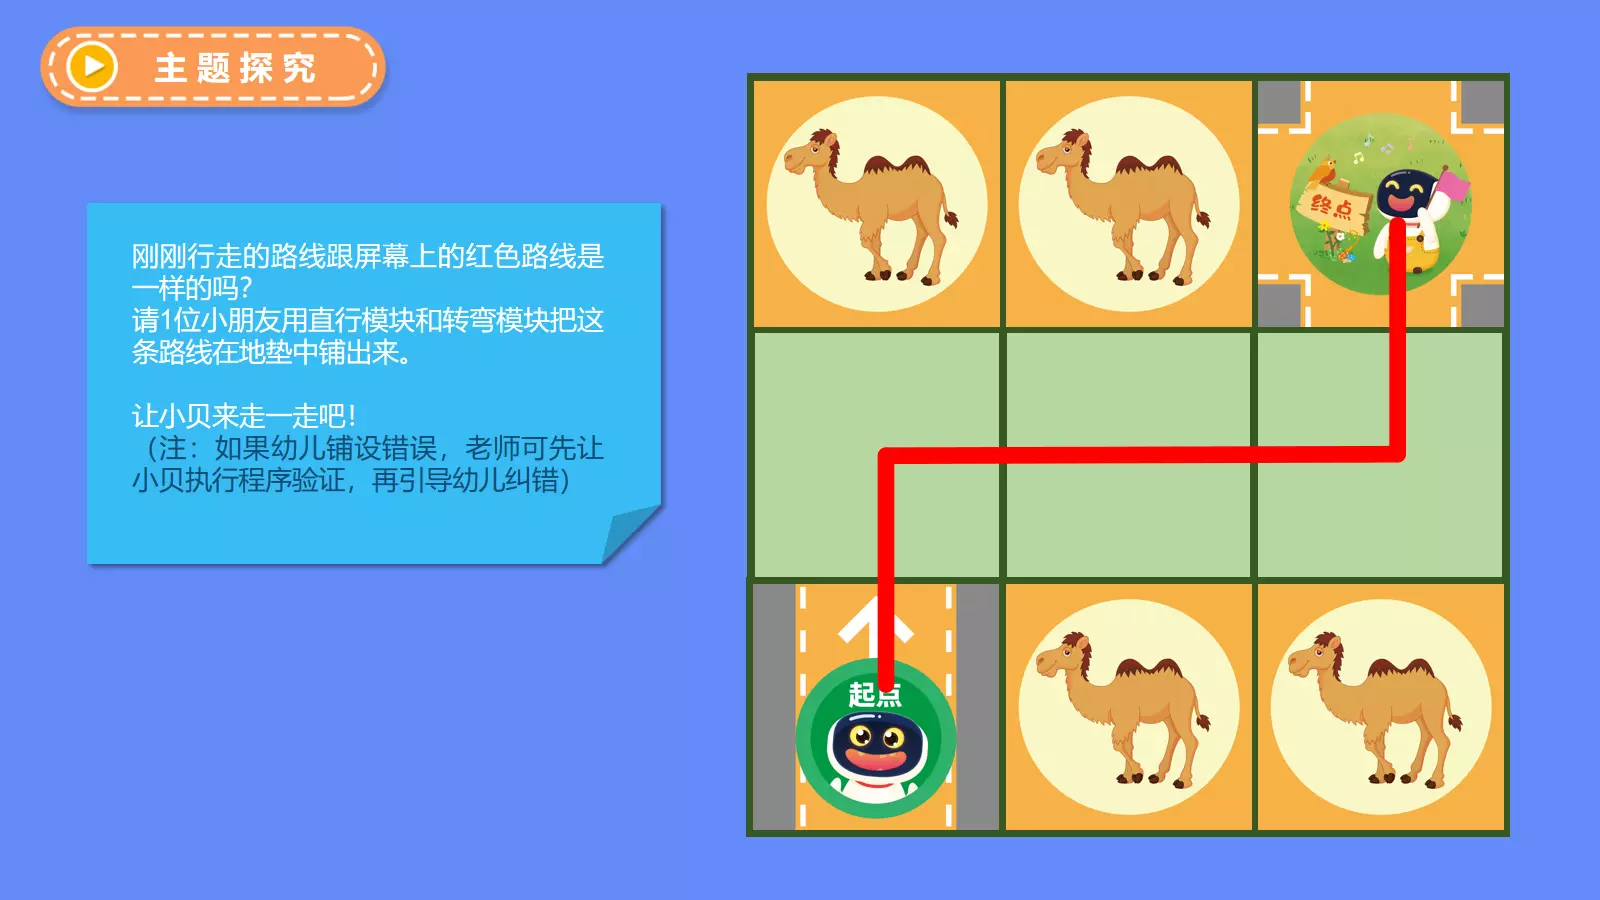 主题探究
刚刚行走的路线跟屏幕上的红色路线是
一样的吗?
请1位小朋友用直行模块和转弯模块把这
条路线在地垫中铺出来。
让小贝来走一走吧!
（注：如果幼儿铺设错误，老师可先让
小贝执行程序验证，再引导幼儿纠错）
终点
起点